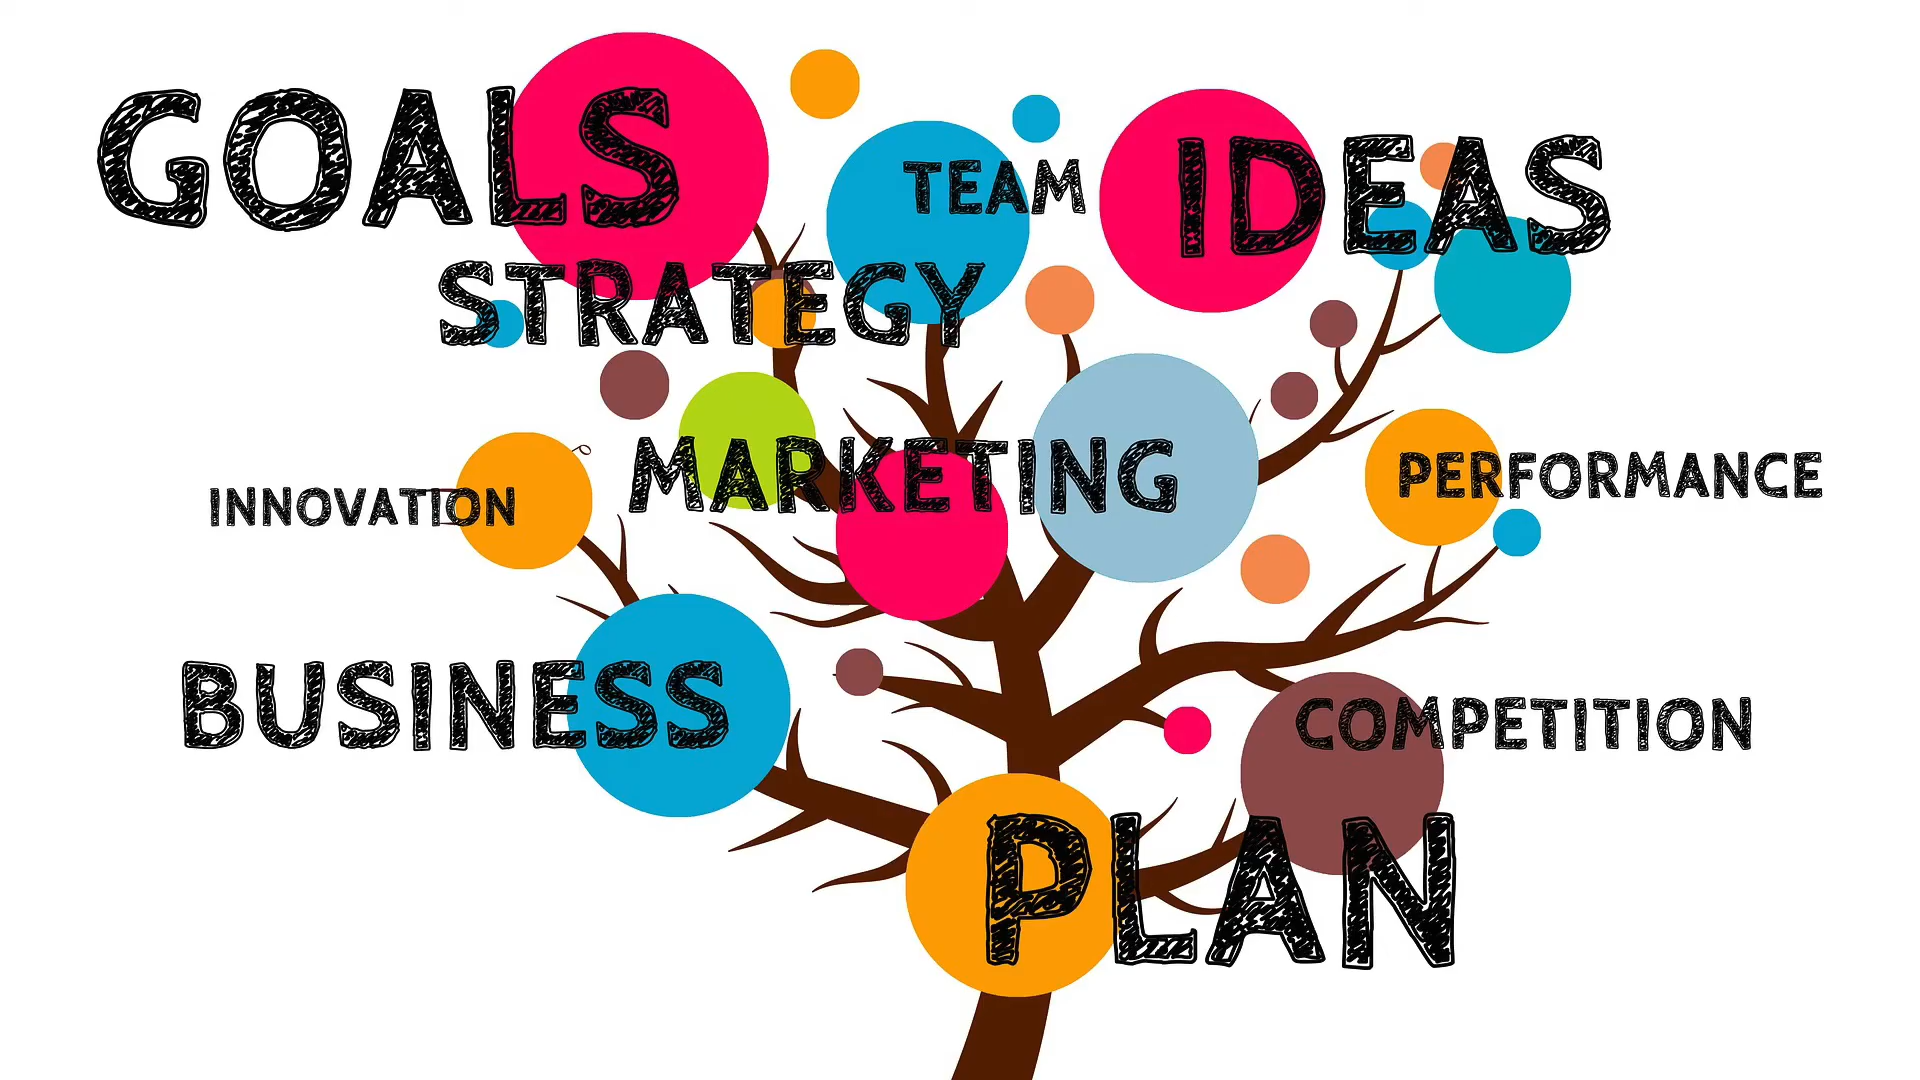 GOALS
TEAM
IDEAS
STRATEGY
MARKETING
PERFORMANCE
INNOVATION
BUSINESS
COMPETITION
PLAN